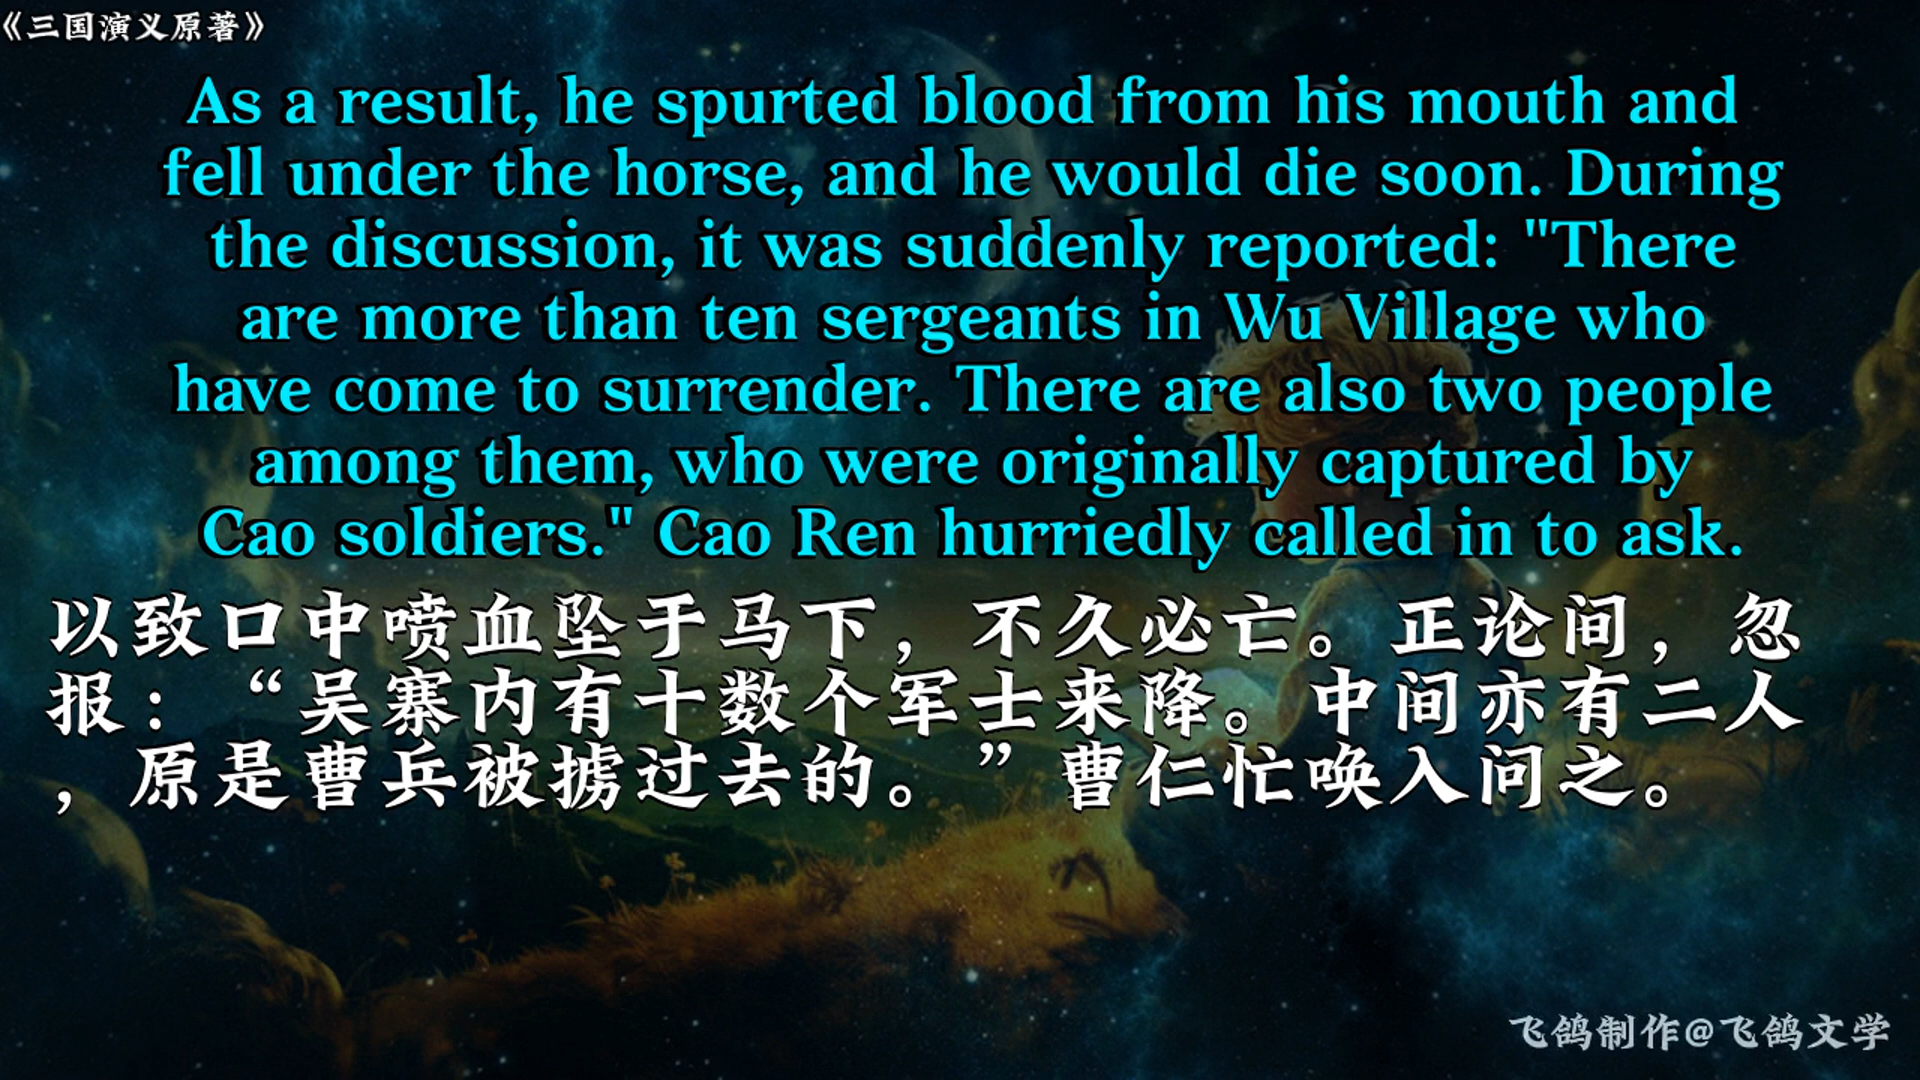 《三国演义原著》
As a result, he spurted blood from his mouth and
fell under the horse, and he would die soon. During
the discussion, it was suddenly reported: "There
are more than ten sergeants in Wu Village who
have come to surrender. There are also two people
among them, who were originally captured by
Cao soldiers." Cao Ren hurriedly called in to ask.
以致口中喷血坠于马下，不久必亡。正论间，忽
报：“吴寨内有十数个军士来降。中间亦有二人
，原是曹兵被掳过去的。”曹仁忙唤入问之。
飞鸽制作@飞鸽文学